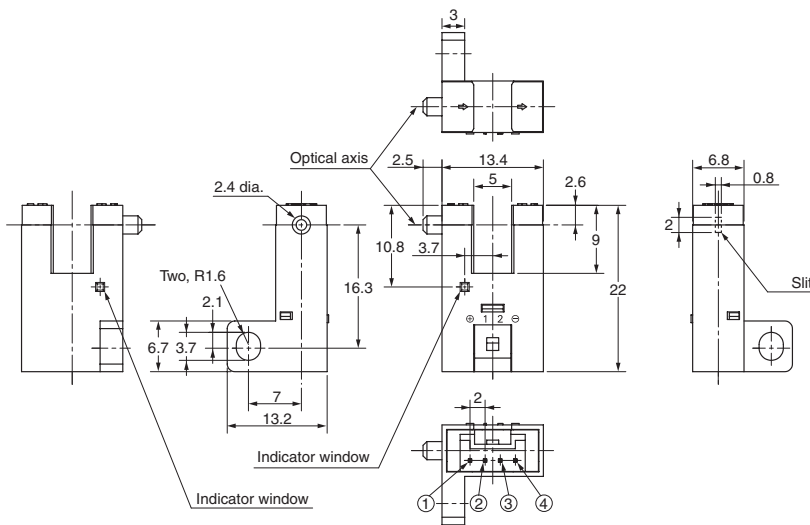 3
Optical axis
2.5
13.4
6.8
2.4 dia.
5
2.6
0.8
2
10.8
3.7
9
Two, R1.6
16.3
22
Slit
2.1
⊕ 1 2 ⊖
6.7
3.7
7
2
13.2
Indicator window
① ② ③ ④
Indicator window